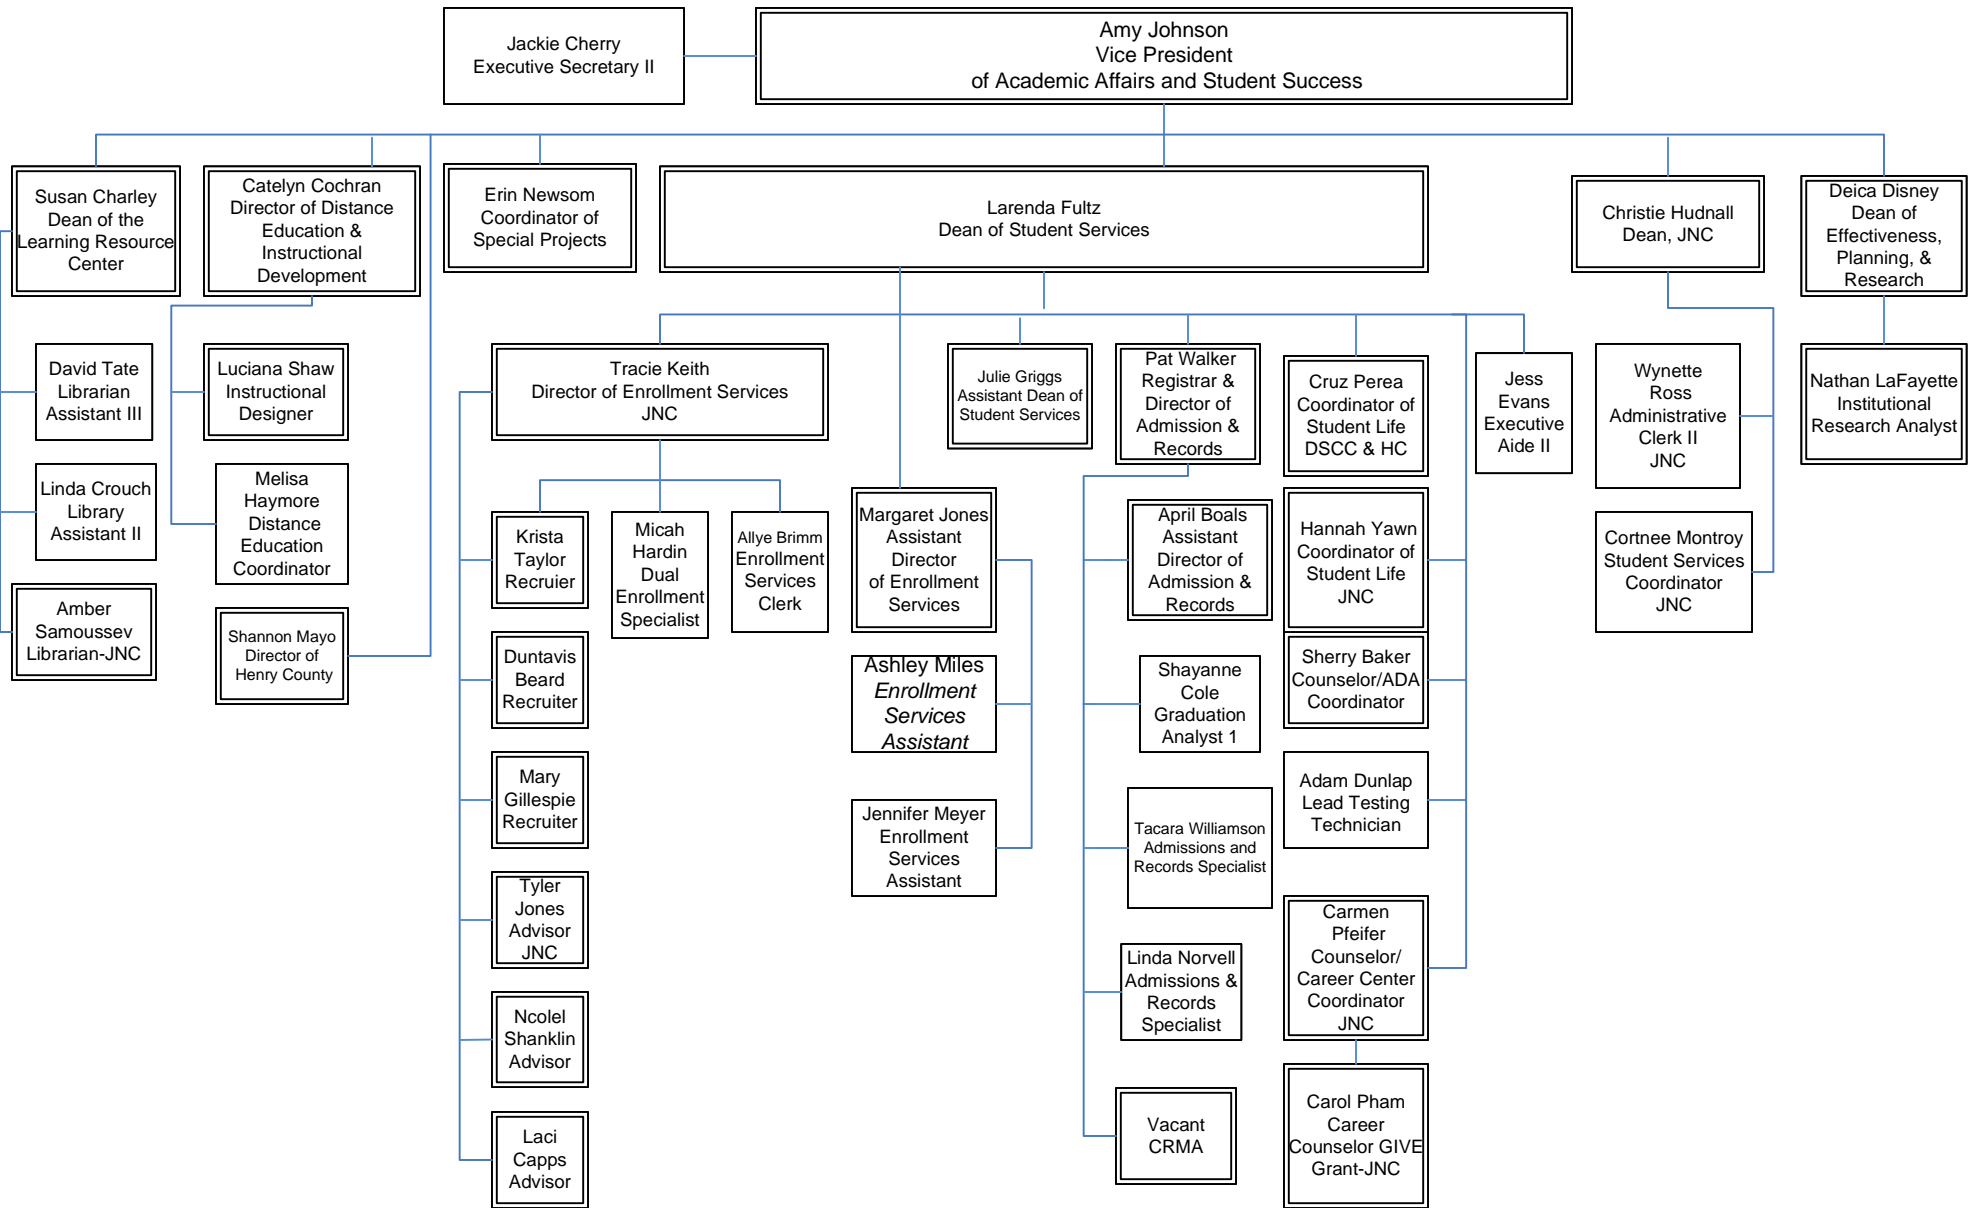 Jackie Cherry
Executive Secretary II
Amy Johnson
Vice President
of Academic Affairs and Student Success
Susan Charley
Dean of the
Learning Resource
Center
Catelyn Cochran
Director of Distance
Education &
Instructional
Development
Erin Newsom
Coordinator of
Special Projects
Larenda Fultz
Dean of Student Services
Christie Hudnall
Dean, JNC
Deica Disney
Dean of
Effectiveness,
Planning, &
Research
David Tate
Librarian
Assistant III
Luciana Shaw
Instructional
Designer
Tracie Keith
Director of Enrollment Services
JNC
Julie Griggs
Assistant Dean of
Student Services
Pat Walker
Registrar &
Director of
Admission &
Records
Cruz Perea
Coordinator of
Student Life
DSCC & HC
Jess
Evans
Executive
Aide II
Wynette
Ross
Administrative
Clerk II
JNC
Nathan LaFayette
Institutional
Research Analyst
Linda Crouch
Library
Assistant II
Melisa
Haymore
Distance
Education
Coordinator
Krista
Taylor
Recruier
Micah
Hardin
Dual
Enrollment
Specialist
Allye Brimm
Enrollment
Services
Clerk
Margaret Jones
Assistant
Director
of Enrollment
Services
April Boals
Assistant
Director of
Admission &
Records
Hannah Yawn
Coordinator of
Student Life
JNC
Cortnee Montroy
Student Services
Coordinator
JNC
Amber
Samoussev
Librarian-JNC
Shannon Mayo
Director of
Henry County
Duntavis
Beard
Recruiter
Ashley Miles
Enrollment
Services
Assistant
Shayanne
Cole
Graduation
Analyst 1
Sherry Baker
Counselor/ADA
Coordinator
Mary
Gillespie
Recruiter
Jennifer Meyer
Enrollment
Services
Assistant
Tacara Williamson
Admissions and
Records Specialist
Adam Dunlap
Lead Testing
Technician
Tyler
Jones
Advisor
JNC
Linda Norvell
Admissions &
Records
Specialist
Carmen
Pfeifer
Counselor/
Career Center
Coordinator
JNC
Ncolel
Shanklin
Advisor
Laci
Capps
Advisor
Vacant
CRMA
Carol Pham
Career
Counselor GIVE
Grant-JNC